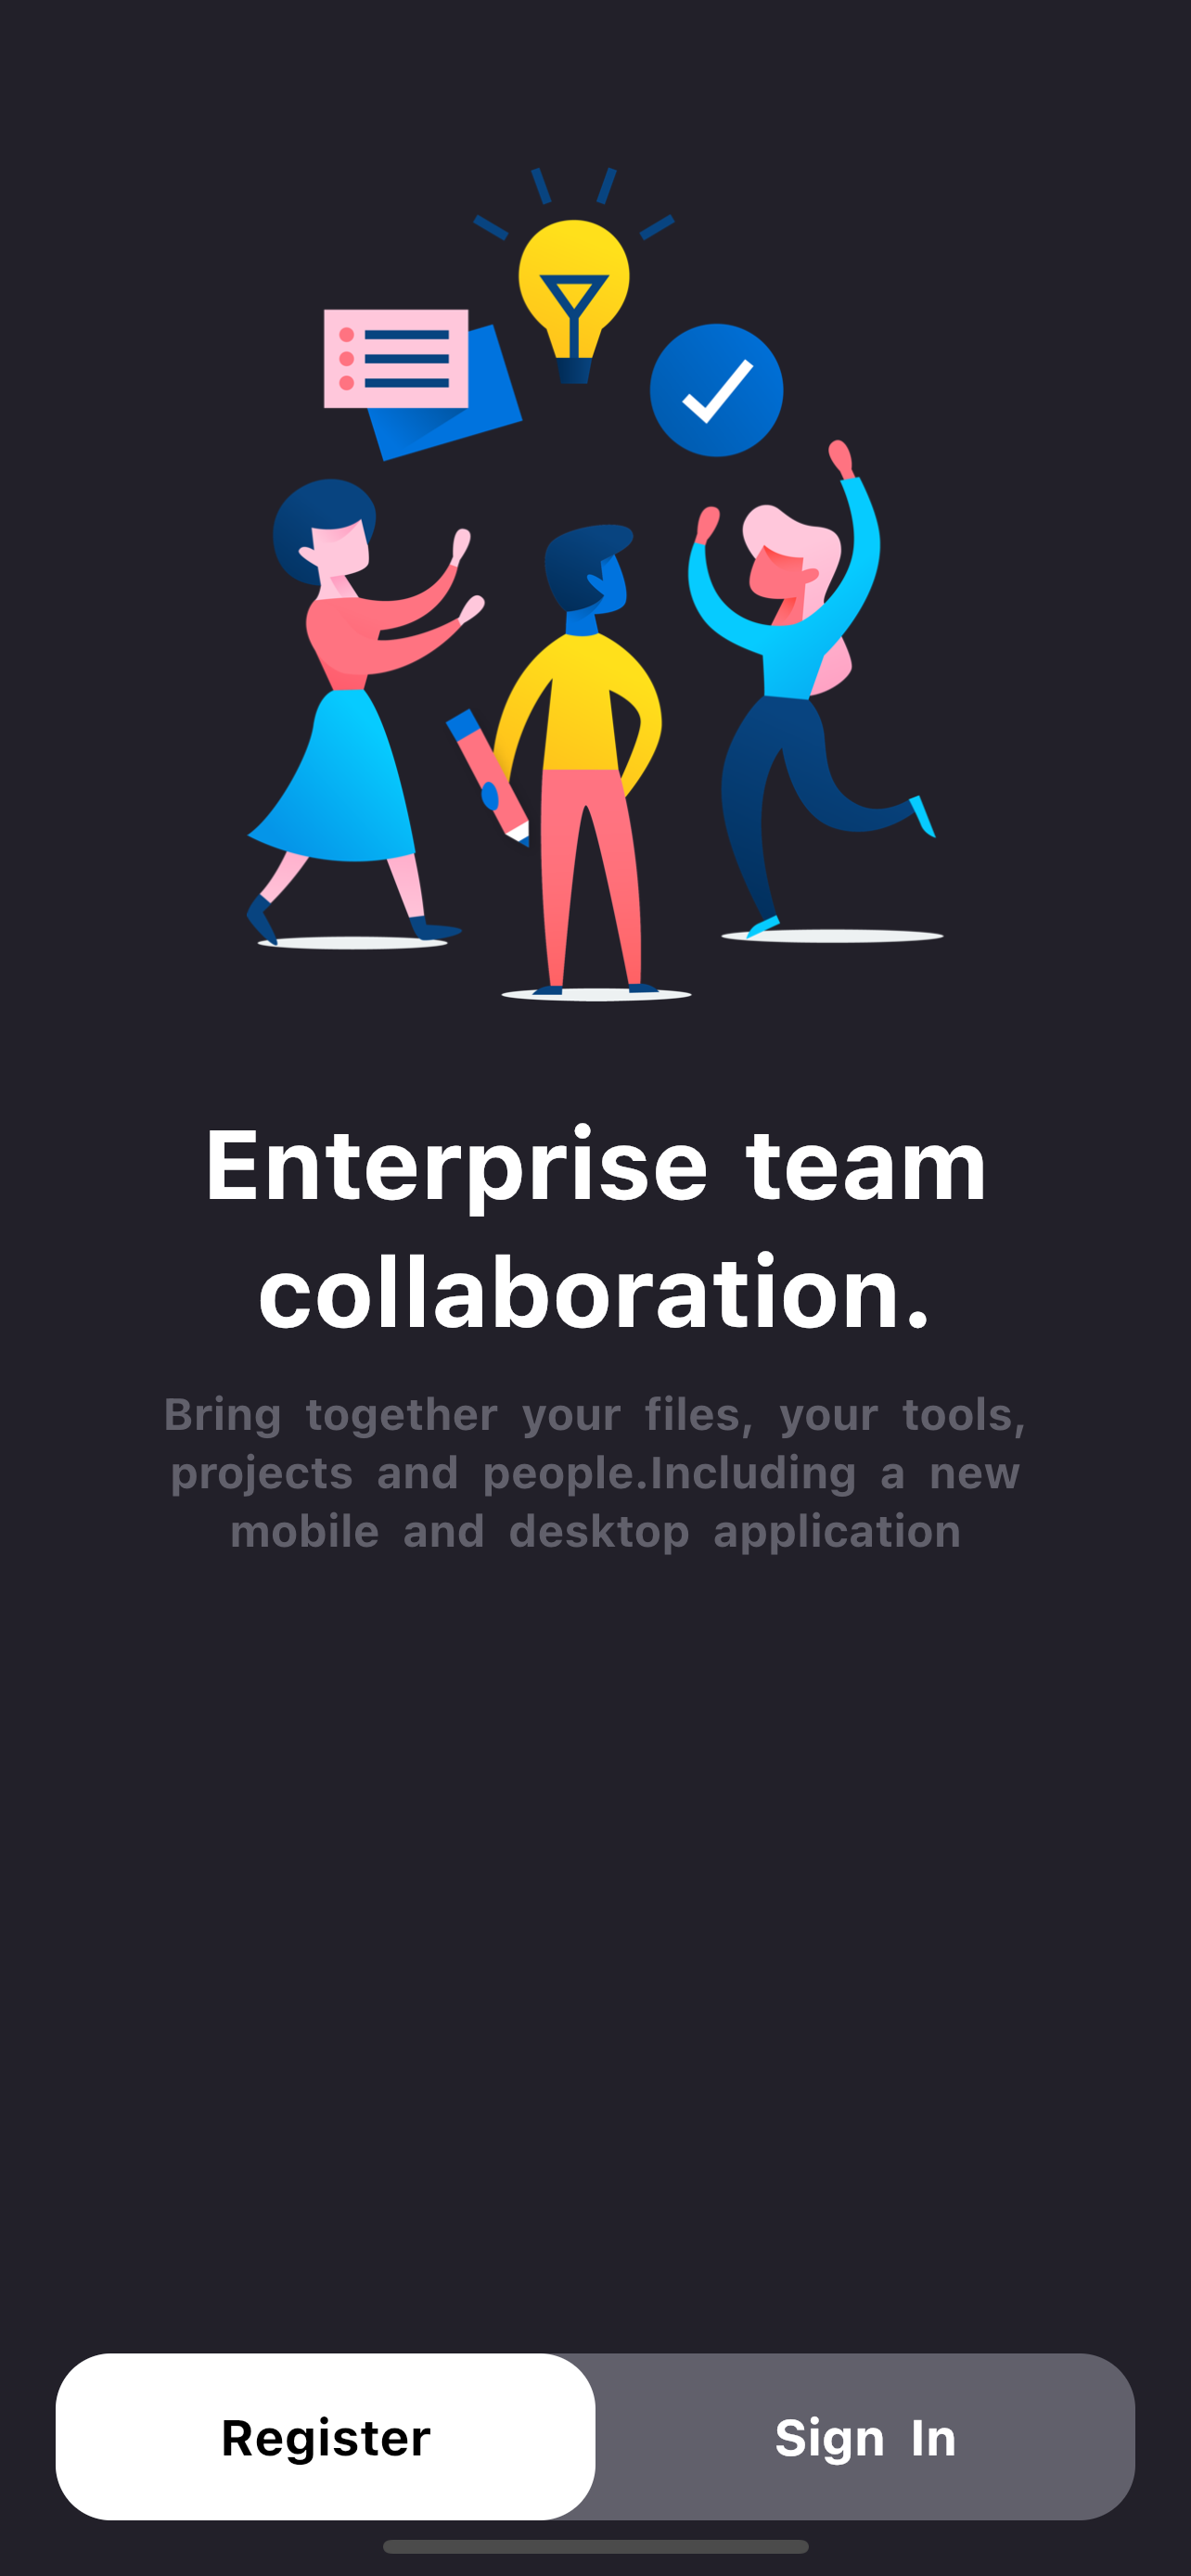 Enterprise team
collaboration.
Bring together your files, your tools,
projects and people.Including a new
mobile and desktop application
Register
Sign In